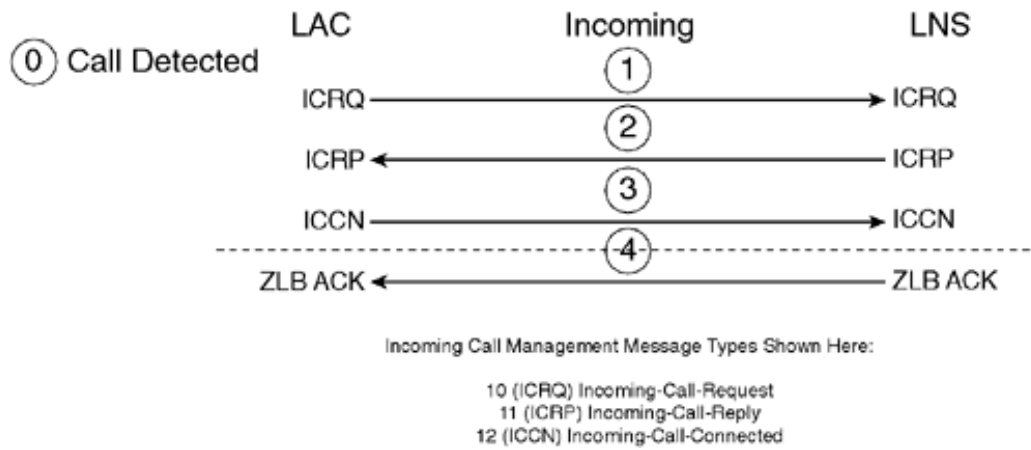 LAC Incoming LNS
0 Call Detected
1
ICRQ ICRQ
2
ICRP ICRP
3
ICCN ICCN
4
ZLB ACK ZLB ACK
Incoming Call Management Message Types Shown Here:
10 (ICRQ) Incoming-Call-Request
11 (ICRP) Incoming-Call-Reply
12 (ICCN) Incoming-Call-Connected